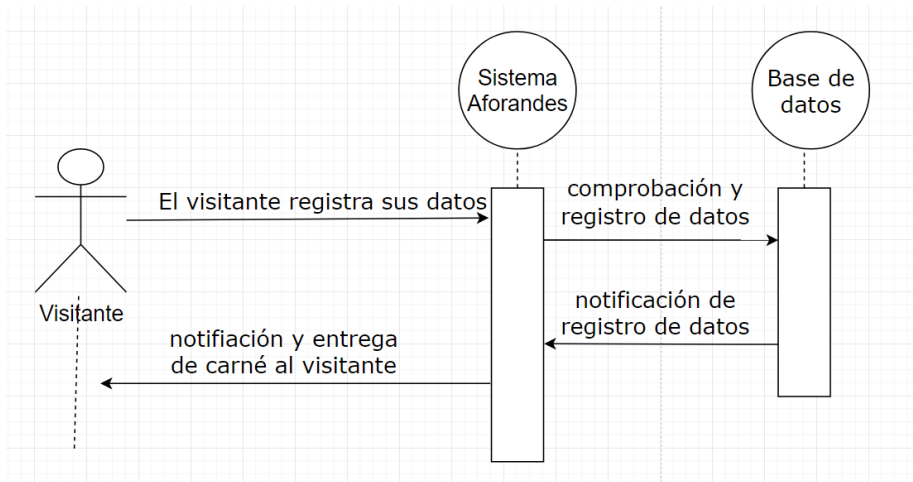 Sistema
Aforandes
Base de
datos
El visitante registra sus datos
comprobación y
registro de datos
Visitante
notificación de
registro de datos
notifiación y entrega
de carné al visitante